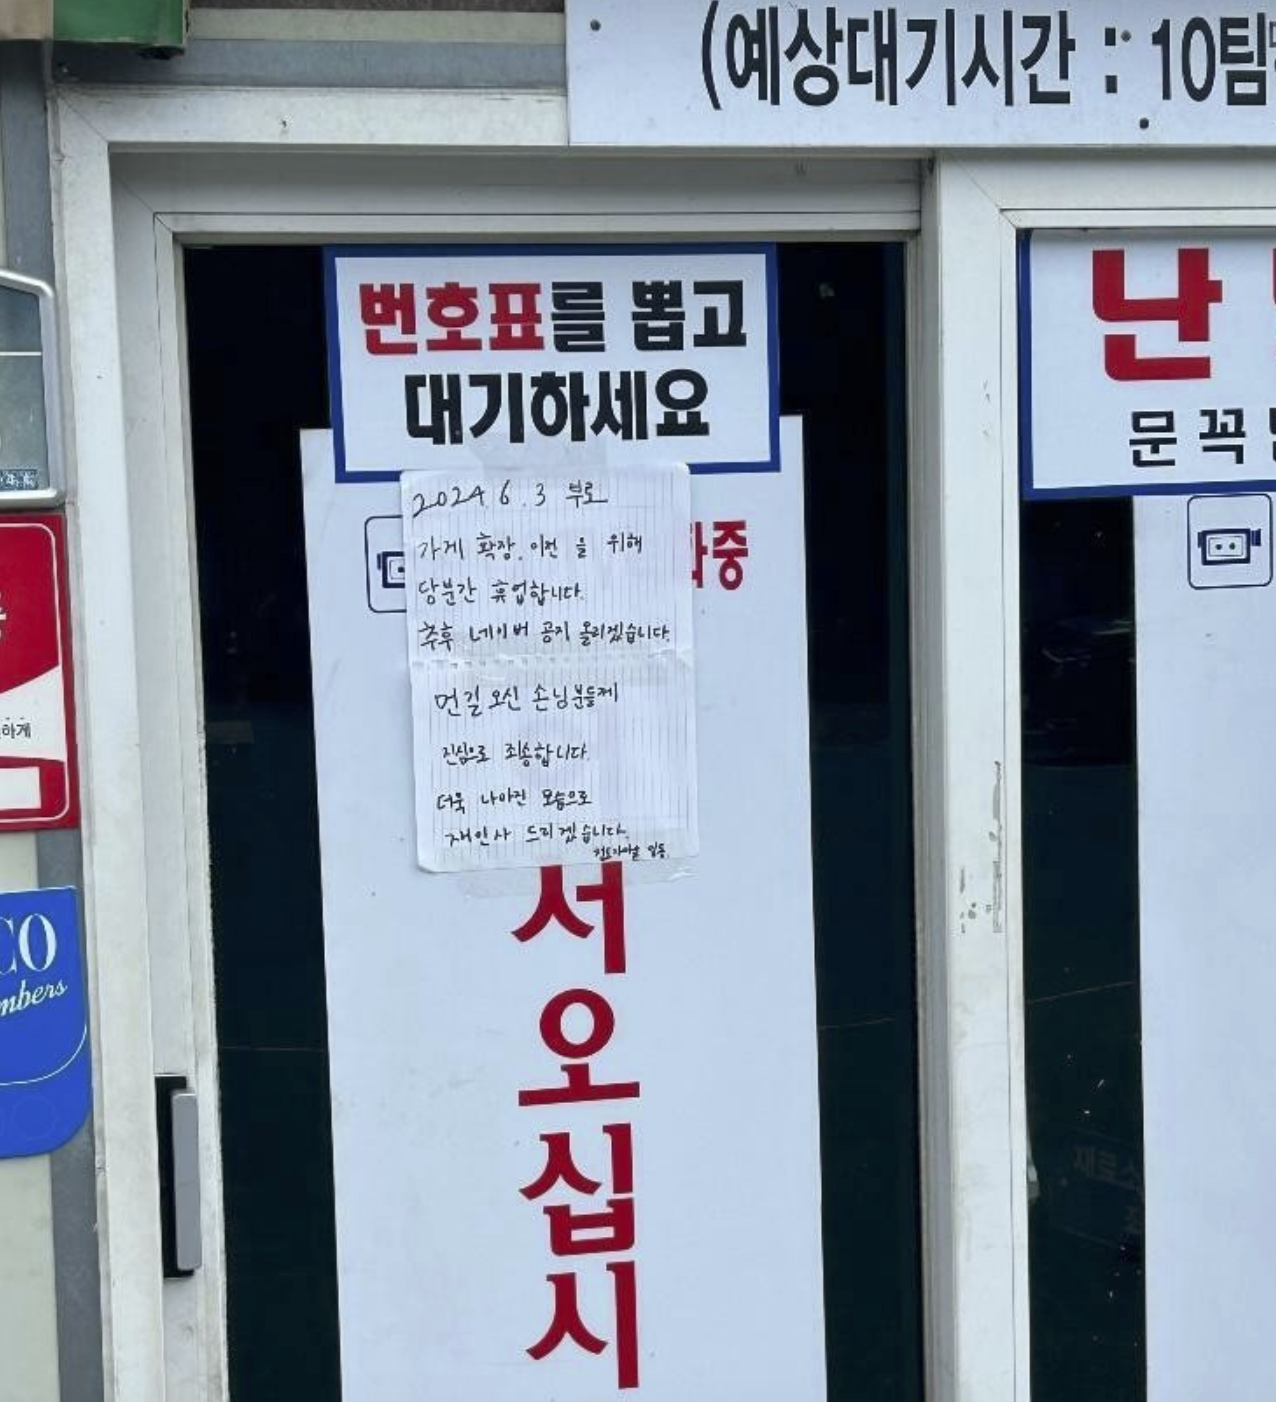 (예상대기시간 : 10팀
번호표를 뽑고
대기하세요
난
문 꼭
2024.6.3 부로
가게 확장.이전을 위해
당분간 휴업합니다.
추후 네이버 공지 올리겠습니다.
먼길 오신 손님분들께
진심으로 죄송합니다.
더욱 나아진 모습으로
재인사 드리겠습니다.
일동
중
서
오
십
시
하게
CO
mbers